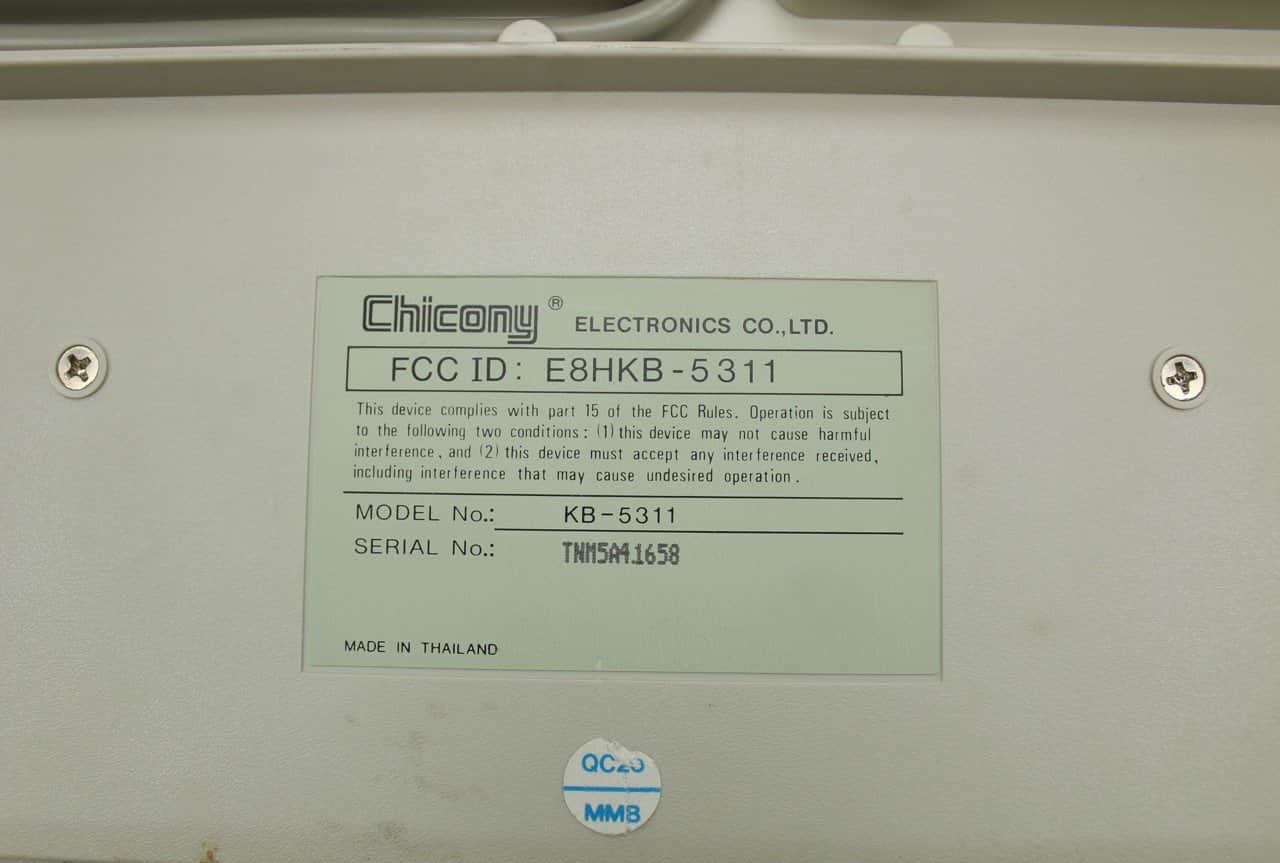 Chicony ® ELECTRONICS CO.,LTD.
FCC ID: E8HKB-5311
This device complies with part 15 of the FCC Rules. Operation is subject
to the following two conditions: (1) this device may not cause harmful
interference, and (2) this device must accept any interference received,
including interference that may cause undesired operation.
MODEL No.: KB-5311
SERIAL No.: TNM5A41658
MADE IN THAILAND
QC20
MMB